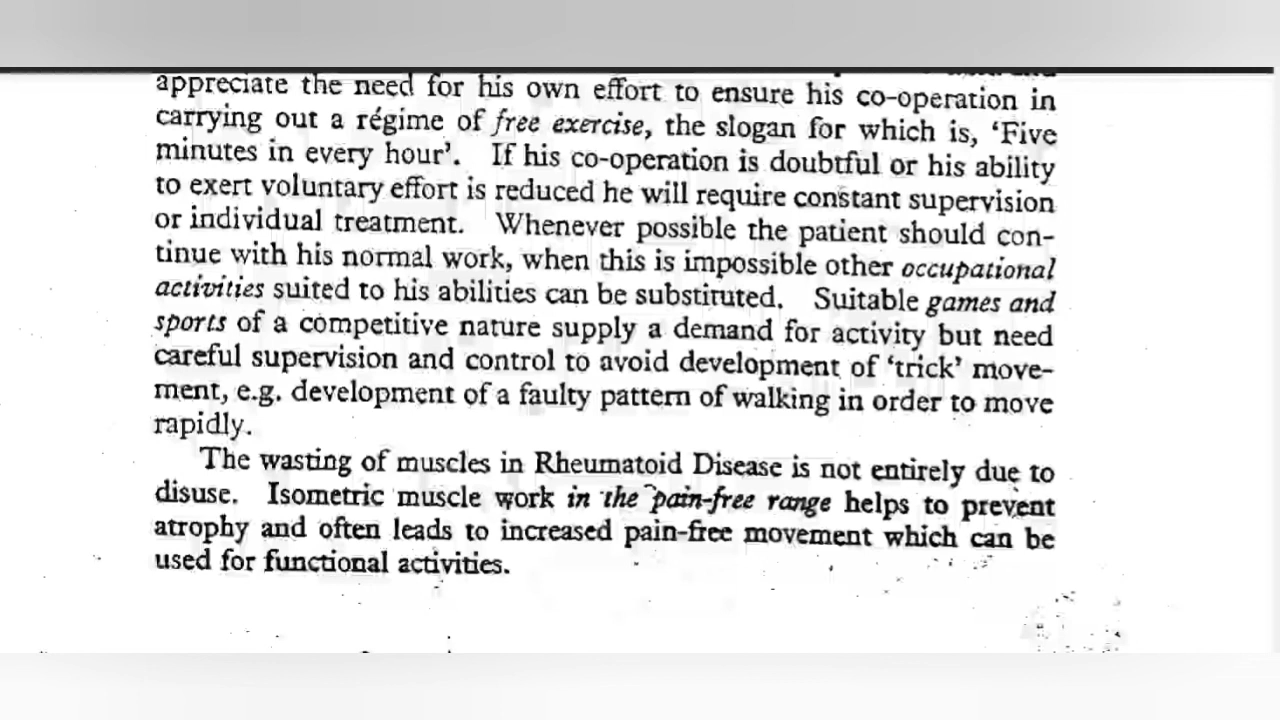 appreciate the need for his own effort to ensure his co-operation in
carrying out a régime of free exercise, the slogan for which is, ‘Five
minutes in every hour’. If his co-operation is doubtful or his ability
to exert voluntary effort is reduced he will require constant supervision
or individual treatment. Whenever possible the patient should con-
tinue with his normal work, when this is impossible other occupational
activities suited to his abilities can be substituted. Suitable games and
sports of a competitive nature supply a demand for activity but need
careful supervision and control to avoid development of ‘trick’ move-
ment, e.g. development of a faulty pattern of walking in order to move
rapidly.
The wasting of muscles in Rheumatoid Disease is not entirely due to
disuse. Isometric muscle work in the pain-free range helps to prevent
atrophy and often leads to increased pain-free movement which can be
used for functional activities.